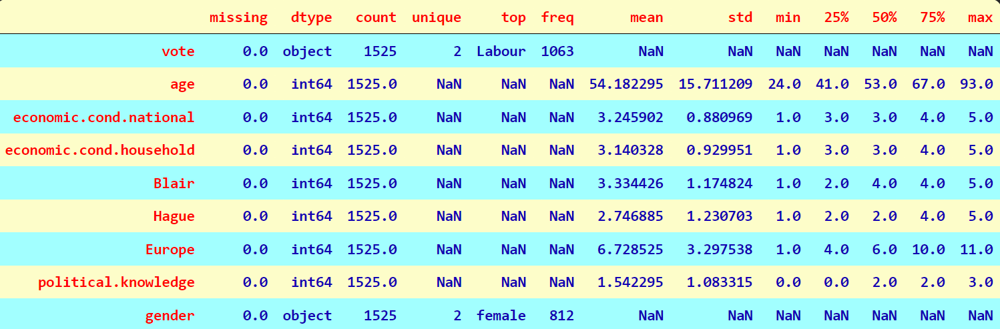 missing dtype count unique top freq mean std min 25% 50% 75% max
vote 0.0 object 1525 2 Labour 1063 NaN NaN NaN NaN NaN NaN NaN
age 0.0 int64 1525.0 NaN NaN NaN 54.182295 15.711209 24.0 41.0 53.0 67.0 93.0
economic.cond.national 0.0 int64 1525.0 NaN NaN NaN 3.245902 0.880969 1.0 3.0 3.0 4.0 5.0
economic.cond.household 0.0 int64 1525.0 NaN NaN NaN 3.140328 0.929951 1.0 3.0 3.0 4.0 5.0
Blair 0.0 int64 1525.0 NaN NaN NaN 3.334426 1.174824 1.0 2.0 4.0 4.0 5.0
Hague 0.0 int64 1525.0 NaN NaN NaN 2.746885 1.230703 1.0 2.0 2.0 4.0 5.0
Europe 0.0 int64 1525.0 NaN NaN NaN 6.728525 3.297538 1.0 4.0 6.0 10.0 11.0
political.knowledge 0.0 int64 1525.0 NaN NaN NaN 1.542295 1.083315 0.0 0.0 2.0 2.0 3.0
gender 0.0 object 1525 2 female 812 NaN NaN NaN NaN NaN NaN NaN